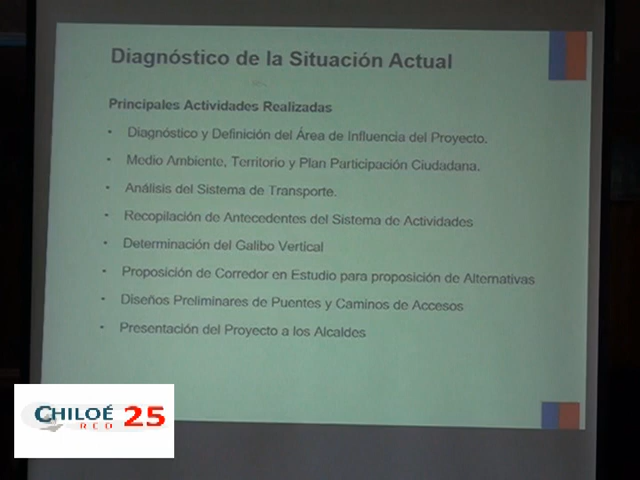 Diagnóstico de la Situación Actual
Principales Actividades Realizadas
• Diagnóstico y Definición del Área de Influencia del Proyecto.
• Medio Ambiente, Territorio y Plan Participación Ciudadana.
• Análisis del Sistema de Transporte.
• Recopilación de Antecedentes del Sistema de Actividades
• Determinación del Galibo Vertical
• Proposición de Corredor en Estudio para proposición de Alternativas
• Diseños Preliminares de Puentes y Caminos de Accesos
• Presentación del Proyecto a los Alcaldes
CHILOÉ 25
RCO